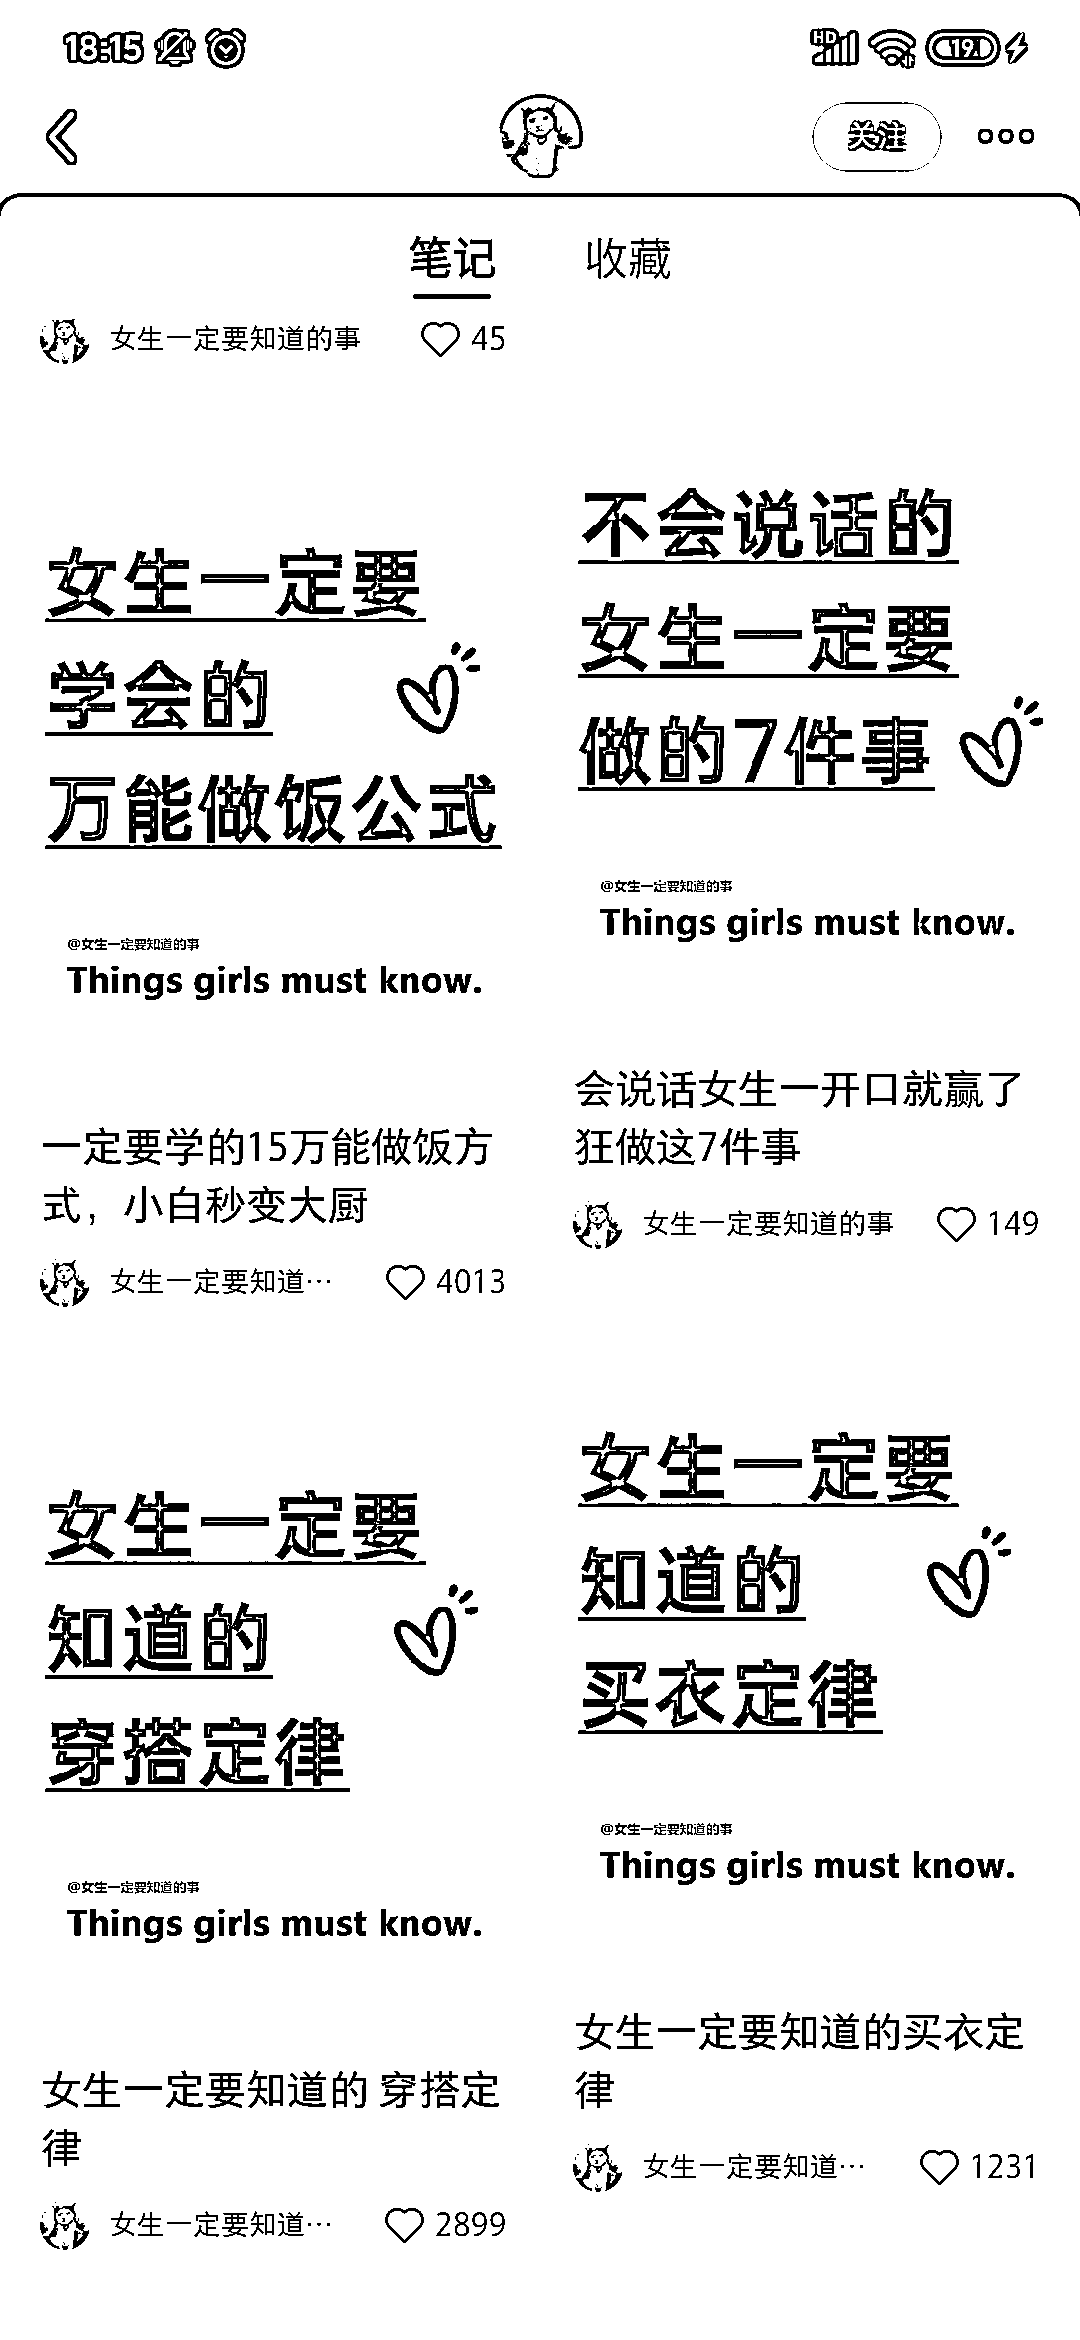 18:15
HD
19
关注
笔记 收藏
女生一定要知道的事 45
女生一定要
学会的
万能做饭公式
@女生一定要知道的事
Things girls must know.
一定要学的15万能做饭方
式，小白秒变大厨
女生一定要知道… 4013
不会说话的
女生一定要
做的7件事
@女生一定要知道的事
Things girls must know.
会说话女生一开口就赢了
狂做这7件事
女生一定要知道的事 149
女生一定要
知道的
穿搭定律
@女生一定要知道的事
Things girls must know.
女生一定要知道的 穿搭定
律
女生一定要知道… 2899
女生一定要
知道的
买衣定律
@女生一定要知道的事
Things girls must know.
女生一定要知道的买衣定
律
女生一定要知道… 1231